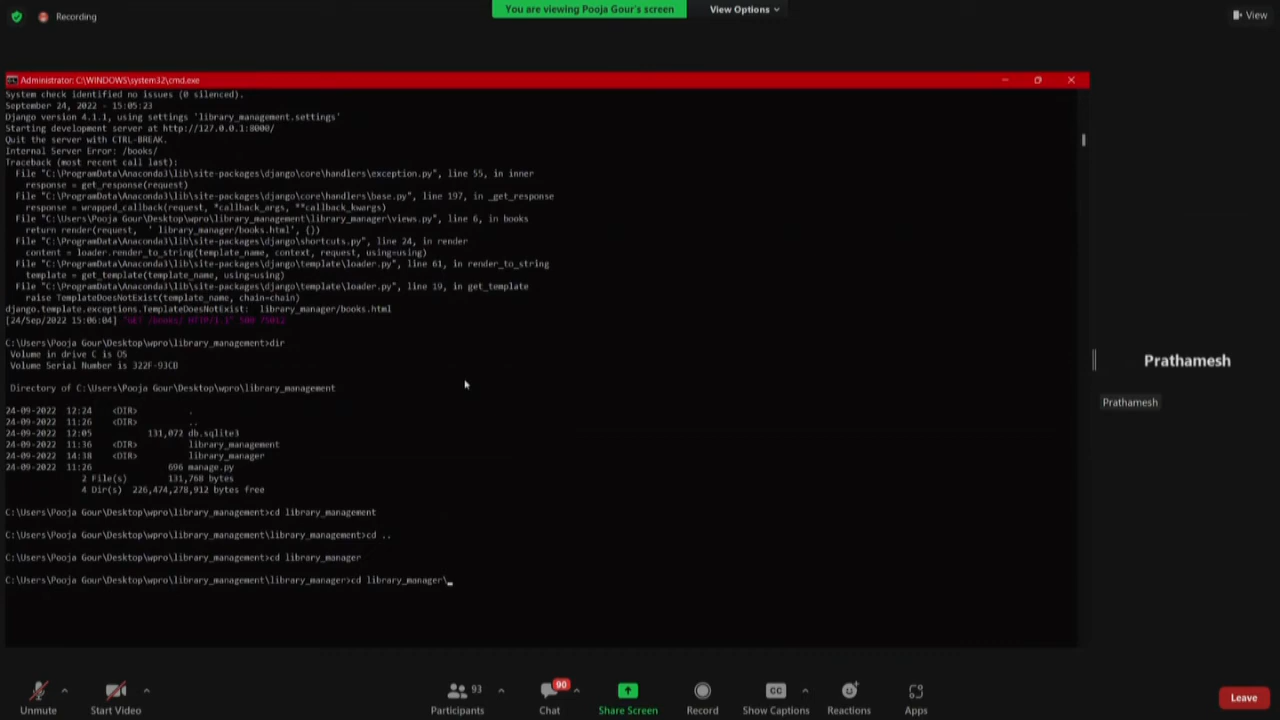 Recording
You are viewing Pooja Gour's screen
View Options
View
Administrator: C:\WINDOWS\system32\cmd.exe
System check identified no issues (0 silenced).
September 24, 2022 - 15:05:23
Django version 4.1.1, using settings 'library_management.settings'
Starting development server at http://127.0.0.1:8000/
Quit the server with CTRL-BREAK.
Internal Server Error: /books/
Traceback (most recent call last):
File "C:\ProgramData\Anaconda3\lib\site-packages\django\core\handlers\exception.py", line 55, in inner
response = get_response(request)
File "C:\ProgramData\Anaconda3\lib\site-packages\django\core\handlers\base.py", line 197, in _get_response
response = wrapped_callback(request, *callback_args, **callback_kwargs)
File "C:\Users\Pooja Gour\Desktop\wpro\library_management\library_manager\views.py", line 6, in books
return render(request, ' library_manager/books.html', {})
File "C:\ProgramData\Anaconda3\lib\site-packages\django\shortcuts.py", line 24, in render
content = loader.render_to_string(template_name, context, request, using=using)
File "C:\ProgramData\Anaconda3\lib\site-packages\django\template\loader.py", line 61, in render_to_string
template = get_template(template_name, using=using)
File "C:\ProgramData\Anaconda3\lib\site-packages\django\template\loader.py", line 19, in get_template
raise TemplateDoesNotExist(template_name, chain=chain)
django.template.exceptions.TemplateDoesNotExist:  library_manager/books.html
[24/Sep/2022 15:06:04] "GET /books/ HTTP/1.1" 500
C:\Users\Pooja Gour\Desktop\wpro\library_management>dir
Volume in drive C is OS
Volume Serial Number is 322F-93CD
Directory of C:\Users\Pooja Gour\Desktop\wpro\library_management
24-09-2022 12:24 <DIR> .
24-09-2022 11:26 <DIR> ..
24-09-2022 12:05 131,072 db.sqlite3
24-09-2022 11:36 <DIR> library_management
24-09-2022 14:38 <DIR> library_manager
24-09-2022 11:26 696 manage.py
2 File(s) 131,768 bytes
4 Dir(s) 226,474,278,912 bytes free
C:\Users\Pooja Gour\Desktop\wpro\library_management>cd library_management
C:\Users\Pooja Gour\Desktop\wpro\library_management\library_management>cd ..
C:\Users\Pooja Gour\Desktop\wpro\library_management>cd library_manager
C:\Users\Pooja Gour\Desktop\wpro\library_management\library_manager>cd library_manager\_
Prathamesh
Prathamesh
Unmute
Start Video
93
Participants
90
Chat
Share Screen
Record
CC
Show Captions
Reactions
Apps
Leave